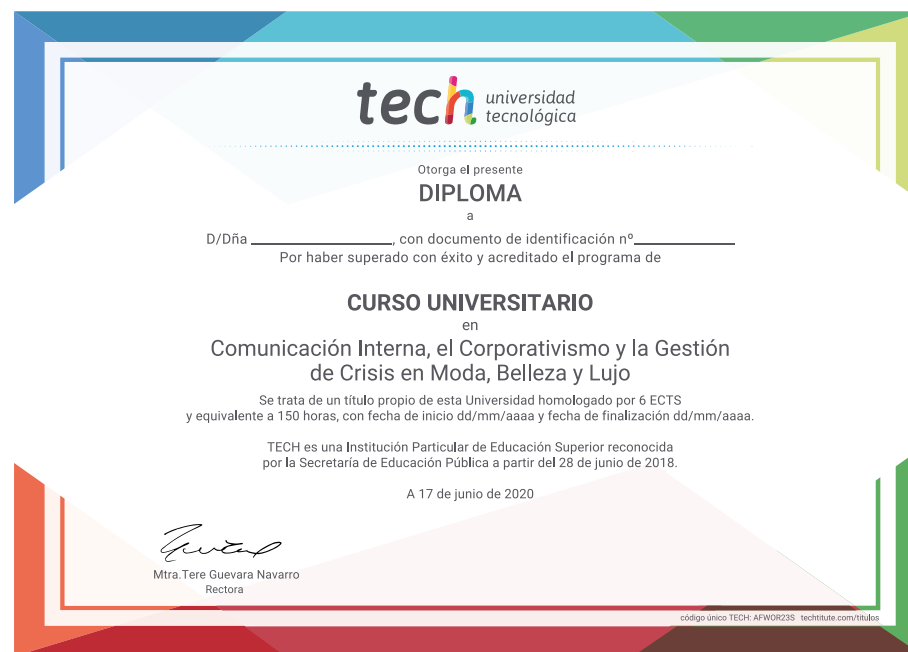 tech universidad
tecnológica
Otorga el presente
DIPLOMA
a
D/Dña ____________________, con documento de identificación nº______________
Por haber superado con éxito y acreditado el programa de
CURSO UNIVERSITARIO
en
Comunicación Interna, el Corporativismo y la Gestión
de Crisis en Moda, Belleza y Lujo
Se trata de un título propio de esta Universidad homologado por 6 ECTS
y equivalente a 150 horas, con fecha de inicio dd/mm/aaaa y fecha de finalización dd/mm/aaaa.
TECH es una Institución Particular de Educación Superior reconocida
por la Secretaría de Educación Pública a partir del 28 de junio de 2018.
A 17 de junio de 2020
Mtra.Tere Guevara Navarro
Rectora
código único TECH: AFWOR23S techtitute.com/titulos